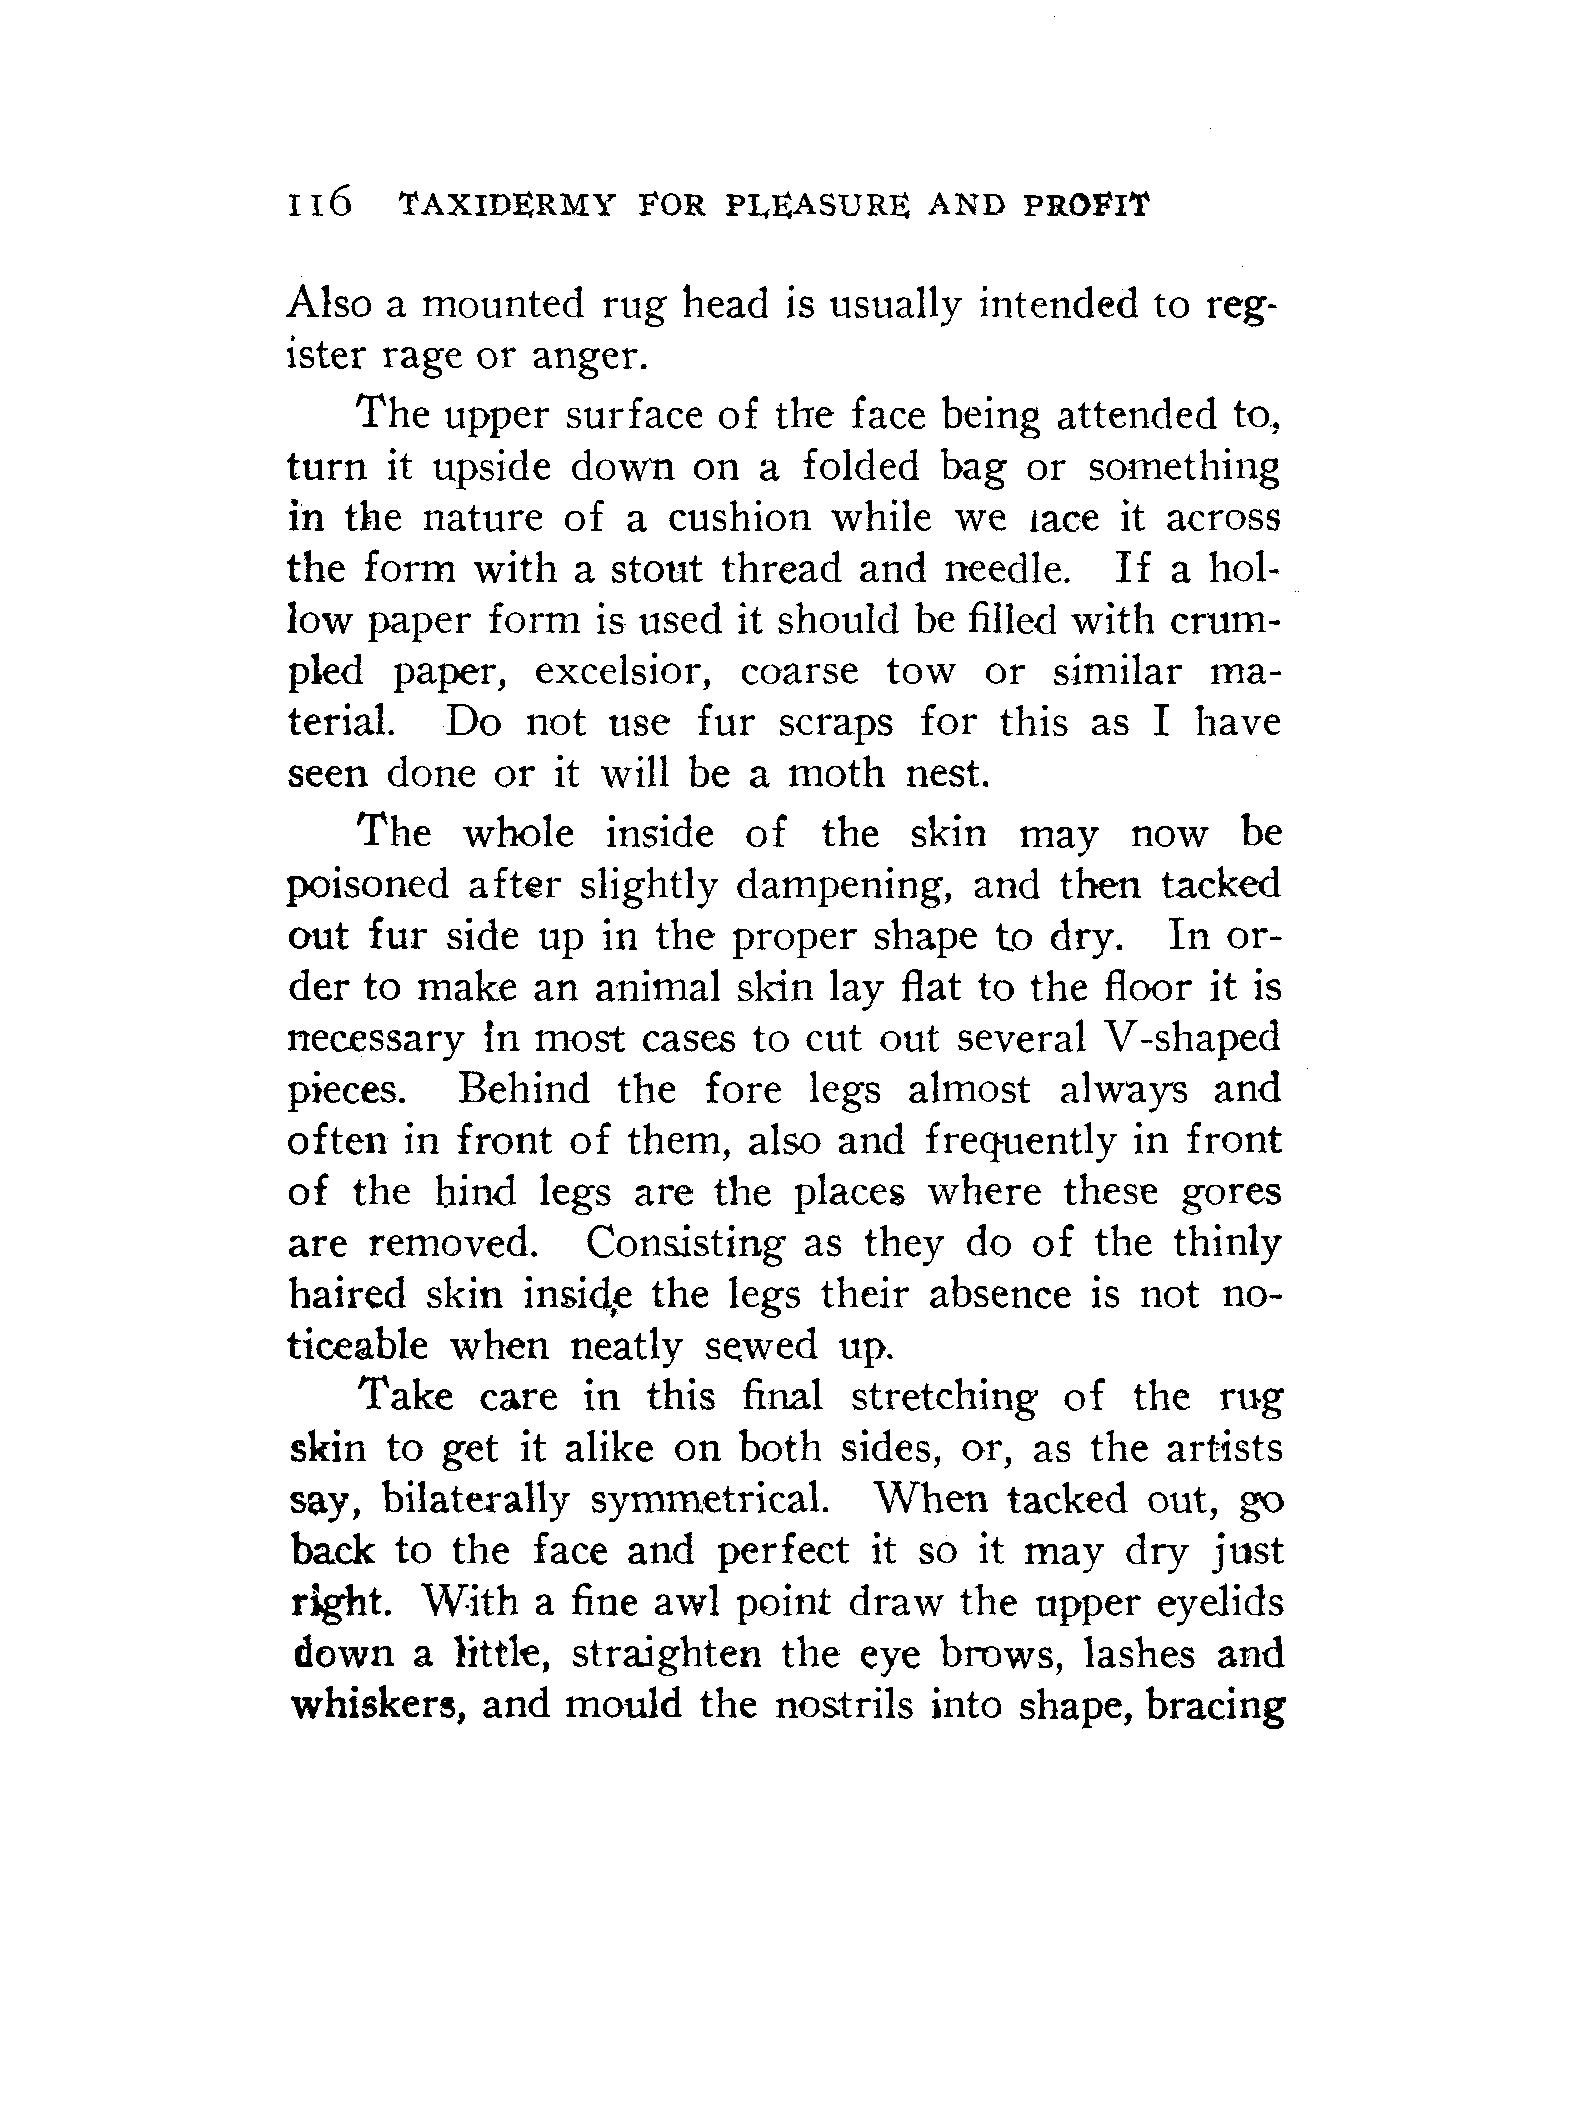 116 TAXIDERMY FOR PLEASURE AND PROFIT
Also a mounted rug head is usually intended to reg-
ister rage or anger.
The upper surface of the face being attended to,
turn it upside down on a folded bag or something
in the nature of a cushion while we lace it across
the form with a stout thread and needle. If a hol-
low paper form is used it should be filled with crum-
pled paper, excelsior, coarse tow or similar ma-
terial. Do not use fur scraps for this as I have
seen done or it will be a moth nest.
The whole inside of the skin may now be
poisoned after slightly dampening, and then tacked
out fur side up in the proper shape to dry. In or-
der to make an animal skin lay flat to the floor it is
necessary in most cases to cut out several V-shaped
pieces. Behind the fore legs almost always and
often in front of them, also and frequently in front
of the hind legs are the places where these gores
are removed. Consisting as they do of the thinly
haired skin inside the legs their absence is not no-
ticeable when neatly sewed up.
Take care in this final stretching of the rug
skin to get it alike on both sides, or, as the artists
say, bilaterally symmetrical. When tacked out, go
back to the face and perfect it so it may dry just
right. With a fine awl point draw the upper eyelids
down a little, straighten the eye brows, lashes and
whiskers, and mould the nostrils into shape, bracing